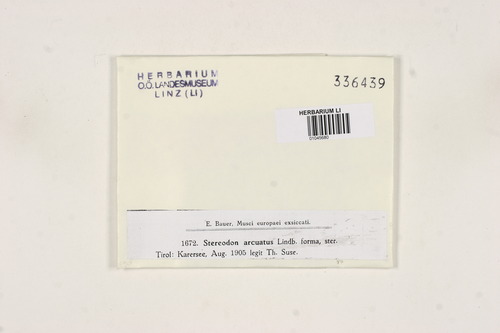 HERBARIUM
O.Ö. LANDESMUSEUM
LINZ (LI)
336439
HERBARIUM LI
E. Bauer, Musci europaei exsiccati.
1672. Stereodon arcuatus Lindb. forma, ster.
Tirol: Karersee, Aug. 1905 legit Th. Suse.